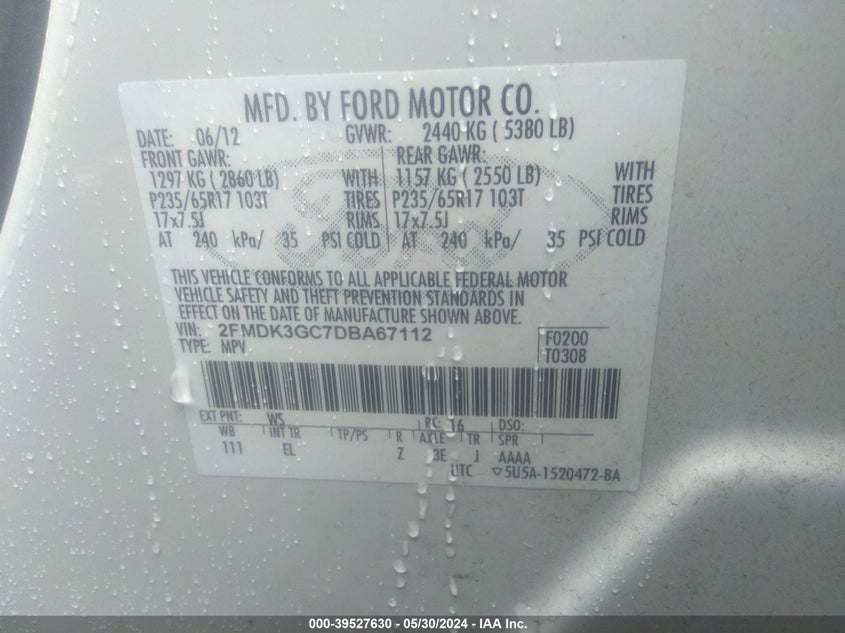 MFD. BY FORD MOTOR CO.
DATE: 06/12 GVWR: 2440 KG ( 5380 LB)
FRONT GAWR: REAR GAWR:
1297 KG ( 2860 LB) WITH 1157 KG ( 2550 LB) WITH
P235/65R17 103T TIRES P235/65R17 103T TIRES
17x7.5J RIMS 17x7.5J RIMS
AT 240 kPa/ 35 PSI COLD AT 240 kPa/ 35 PSI COLD
THIS VEHICLE CONFORMS TO ALL APPLICABLE FEDERAL MOTOR
VEHICLE SAFETY AND THEFT PREVENTION STANDARDS IN
EFFECT ON THE DATE OF MANUFACTURE SHOWN ABOVE.
VIN: 2FMDK3GC7DBA67112 F0200
TYPE: MPV T0308
EXT PNT: WS RC: 16 DSO:
WB INT TR TP/PS R AXLE TR SPR
111 EL Z 3E J AAAA
UTC ▽5U5A-1520472-BA
000-39527630 - 05/30/2024 - IAA Inc.